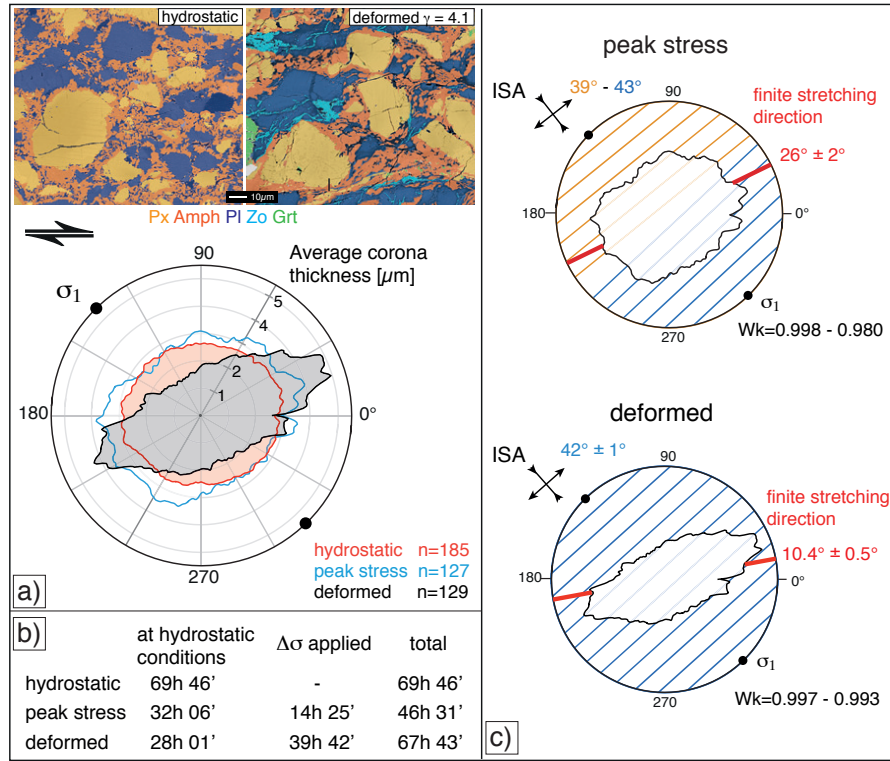 hydrostatic
deformed γ = 4.1
10µm
Px Amph Pl Zo Grt
Average corona
thickness [µm]
90
σ1
5
4
2
1
180
0°
270
hydrostatic n=185
peak stress n=127
deformed n=129
a)
b)
at hydrostatic conditions Δσ applied total
hydrostatic 69h 46’ - 69h 46’
peak stress 32h 06’ 14h 25’ 46h 31’
deformed 28h 01’ 39h 42’ 67h 43’
c)
peak stress
ISA
39° - 43°
90
finite stretching
direction
26° ± 2°
180
0°
σ1
270
Wk=0.998 - 0.980
deformed
ISA
42° ± 1°
90
finite stretching
direction
10.4° ± 0.5°
180
0°
σ1
270
Wk=0.997 - 0.993